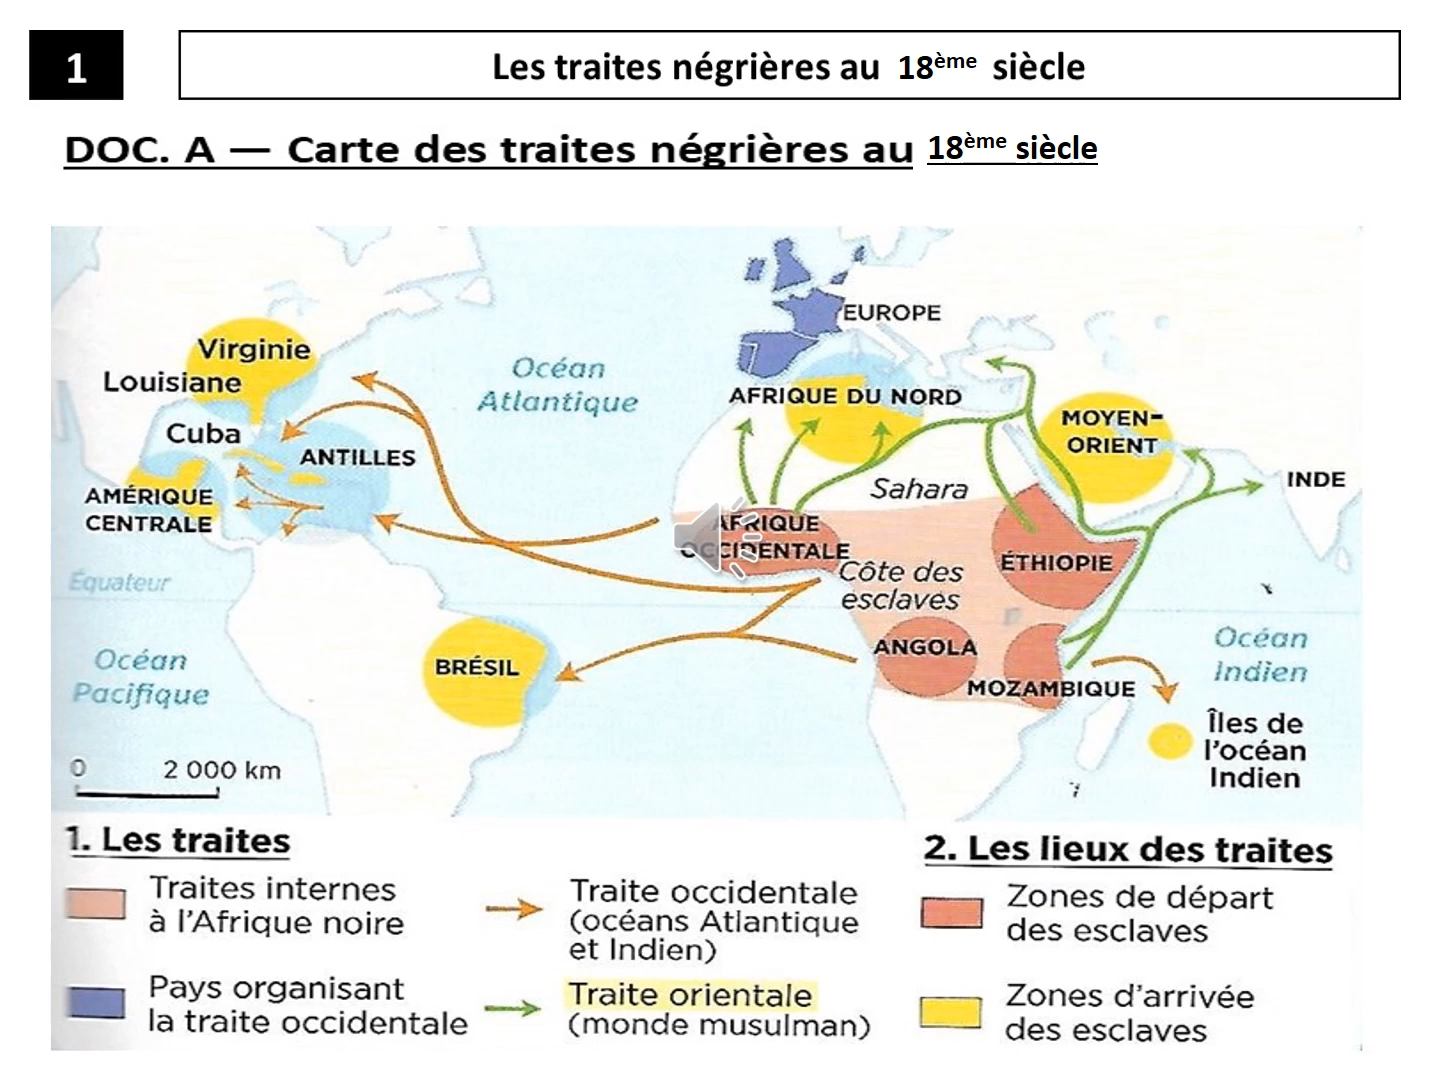 1
Les traites négrières au 18ème siècle
DOC. A — Carte des traites négrières au 18ème siècle
EUROPE
Virginie
Louisiane
Océan
Atlantique
AFRIQUE DU NORD
MOYEN-
ORIENT
Cuba
ANTILLES
INDE
AMÉRIQUE
CENTRALE
Sahara
AFRIQUE
OCCIDENTALE
ÉTHIOPIE
Côte des
esclaves
Équateur
Océan
Indien
ANGOLA
BRÉSIL
Océan
Pacifique
MOZAMBIQUE
Îles de
l'océan
Indien
0 2 000 km
1. Les traites
Traites internes
à l'Afrique noire
Pays organisant
la traite occidentale
Traite occidentale
(océans Atlantique
et Indien)
Traite orientale
(monde musulman)
2. Les lieux des traites
Zones de départ
des esclaves
Zones d'arrivée
des esclaves